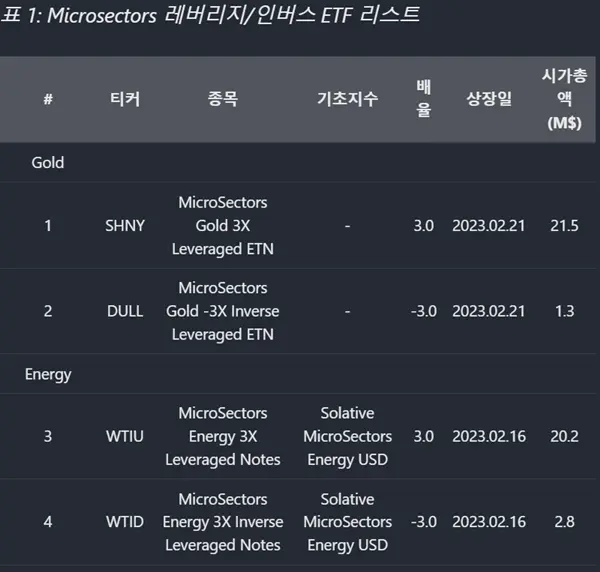 표 1: Microsectors 레버리지/인버스 ETF 리스트
# 티커 종목 기초지수 배율 상장일 시가총액 (M$)
Gold
1 SHNY MicroSectors Gold 3X Leveraged ETN - 3.0 2023.02.21 21.5
2 DULL MicroSectors Gold -3X Inverse Leveraged ETN - -3.0 2023.02.21 1.3
Energy
3 WTIU MicroSectors Energy 3X Leveraged Notes Solative MicroSectors Energy USD 3.0 2023.02.16 20.2
4 WTID MicroSectors Energy 3X Inverse Leveraged Notes Solative MicroSectors Energy USD -3.0 2023.02.16 2.8